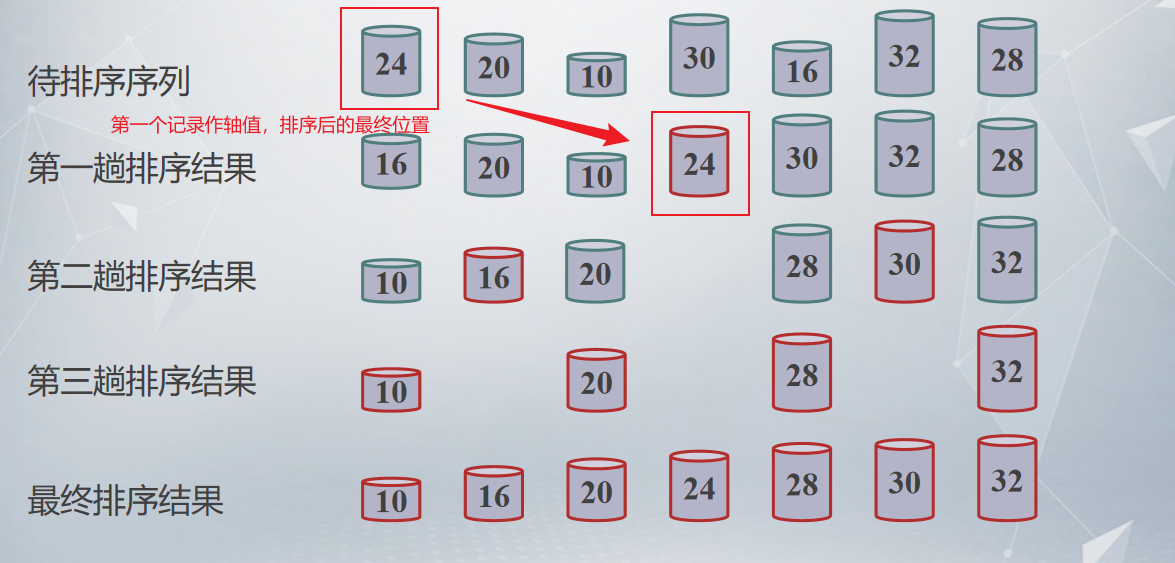 待排序序列 24 20 10 30 16 32 28
第一个记录作轴值，排序后的最终位置
第一趟排序结果 16 20 10 24 30 32 28
第二趟排序结果 10 16 20 28 30 32
第三趟排序结果 10 20 28 32
最终排序结果 10 16 20 24 28 30 32